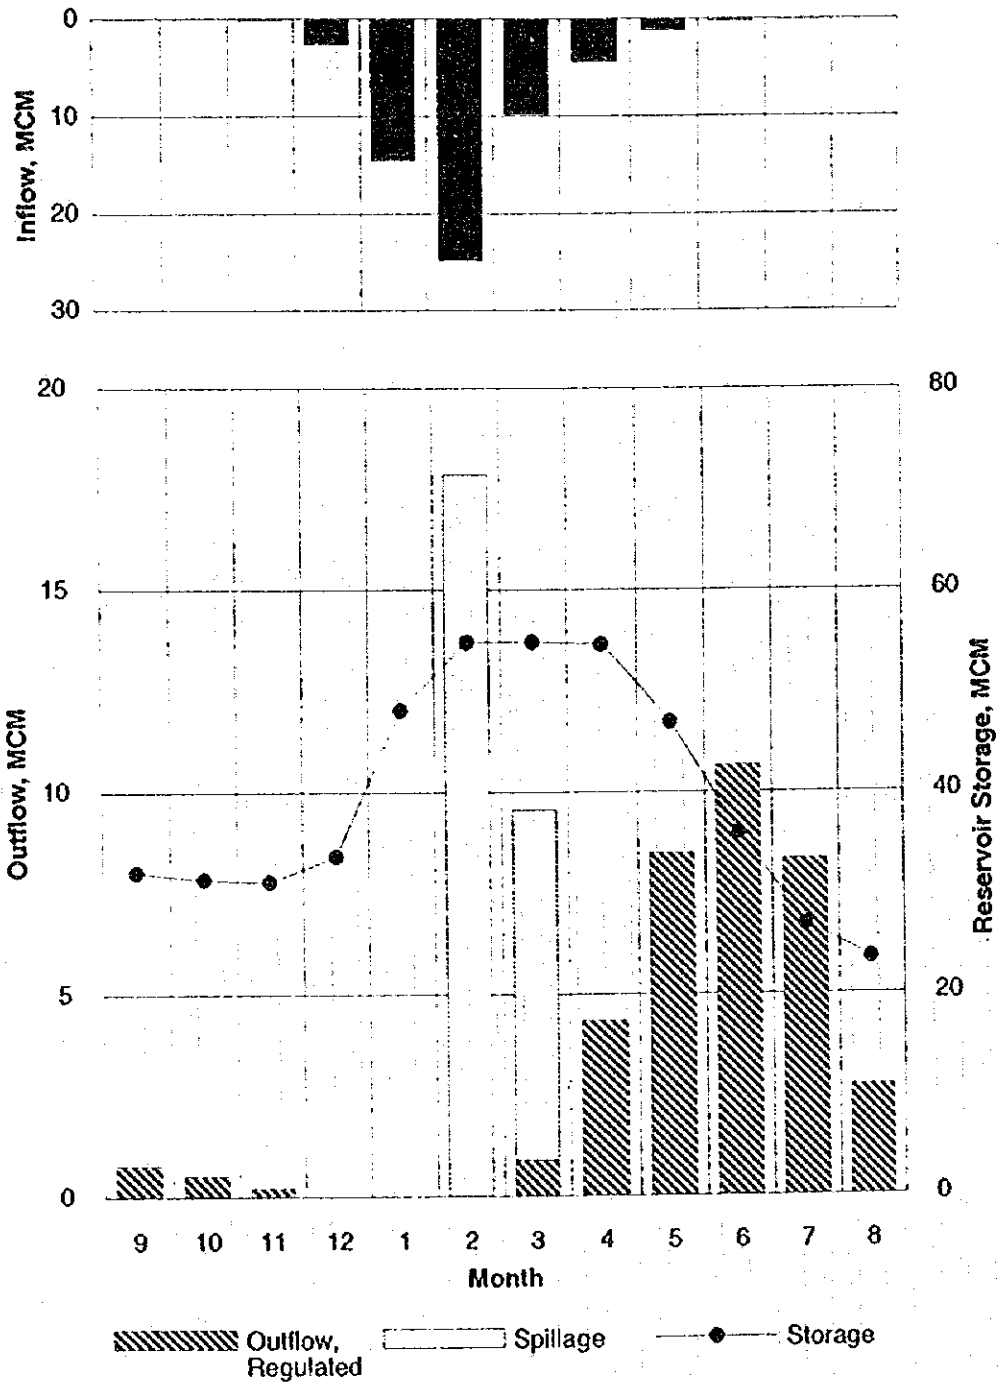 0
10
20
30
Inflow, MCM
20
15
10
5
0
Outflow, MCM
80
60
40
20
0
Reservoir Storage, MCM
9 10 11 12 1 2 3 4 5 6 7 8
Month
Outflow, Regulated
Spillage
Storage